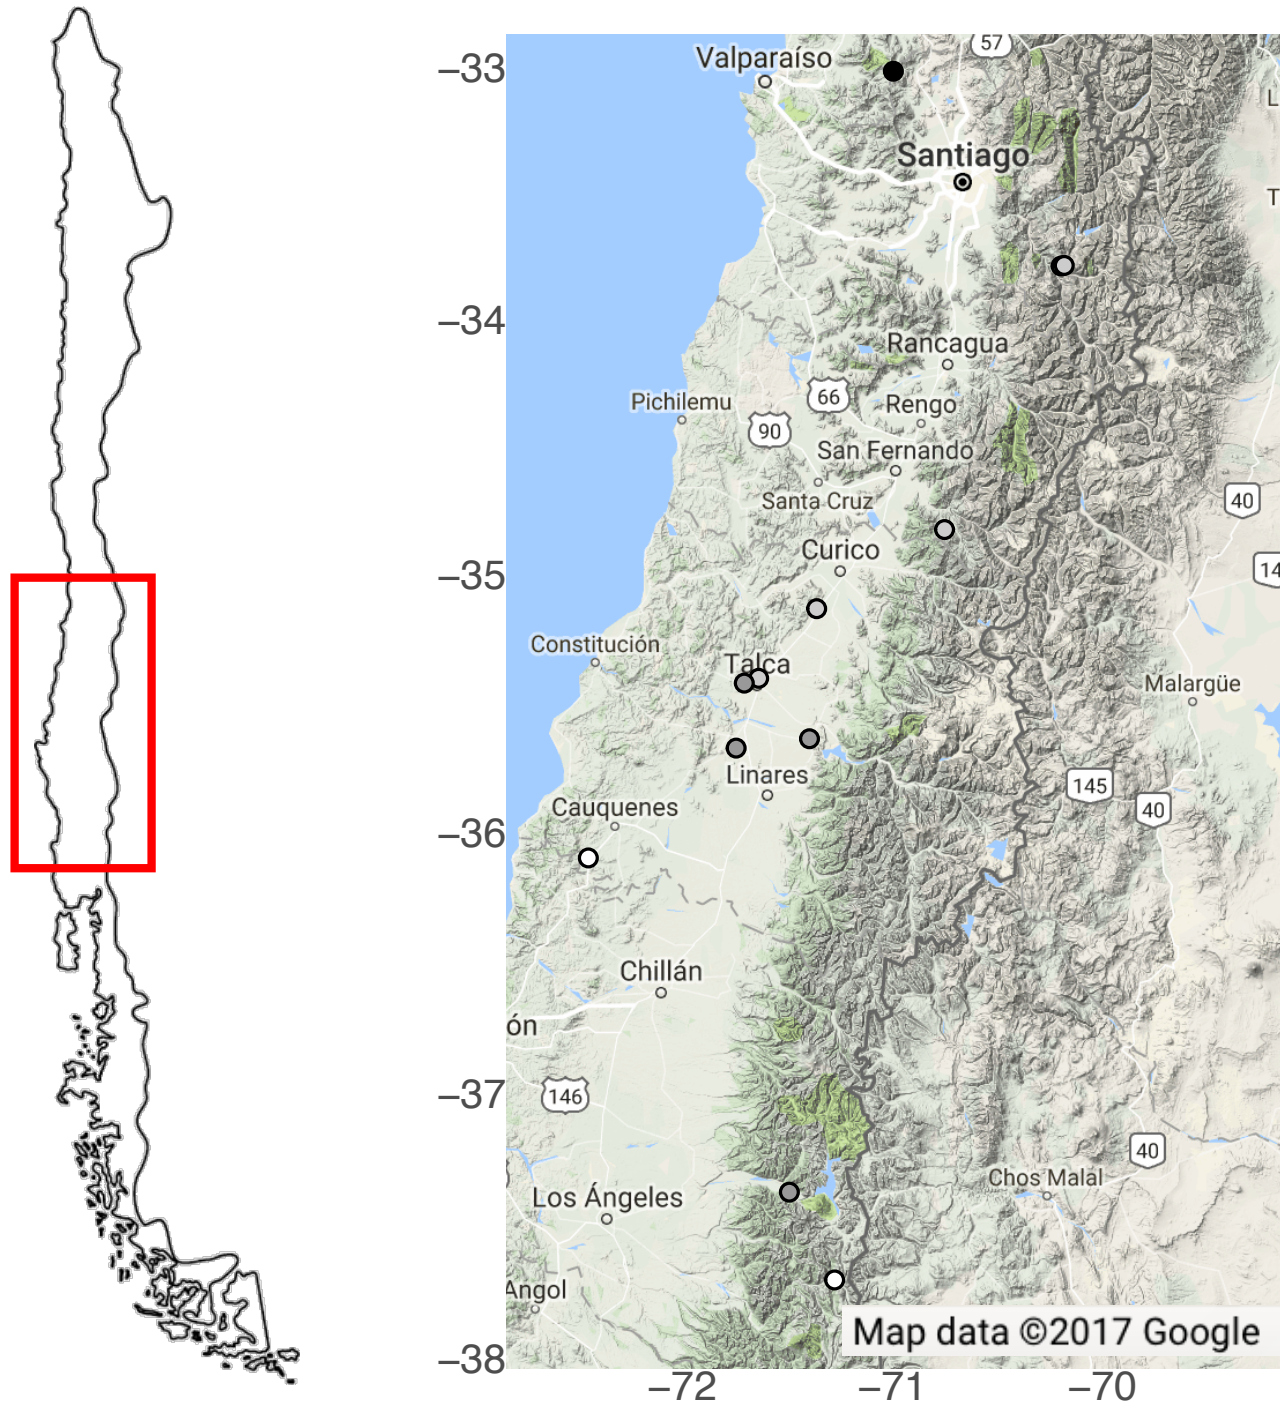 −33
−34
−35
−36
−37
−38
57
Valparaíso
Santiago
Rancagua
Pichilemu
66
Rengo
90
San Fernando
40
Santa Cruz
Curico
14
Constitución
Talca
Malargüe
Linares
145
Cauquenes
40
Chillán
ón
146
40
Chos Malal
Los Ángeles
Angol
Map data ©2017 Google
−72
−71
−70